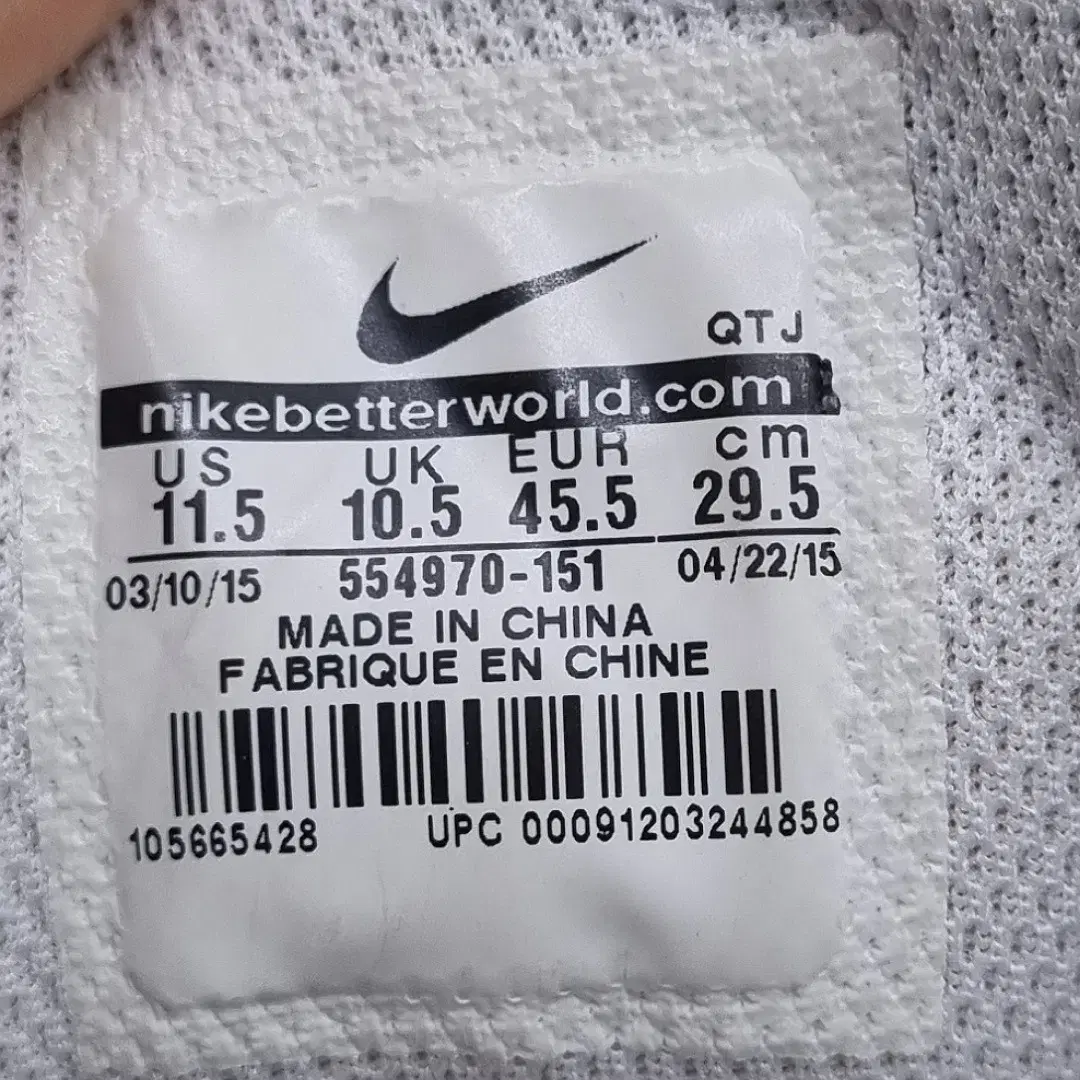 QTJ
nikebetterworld.com
US UK EUR cm
11.5 10.5 45.5 29.5
03/10/15 554970-151 04/22/15
MADE IN CHINA
FABRIQUE EN CHINE
105665428 UPC 00091203244858